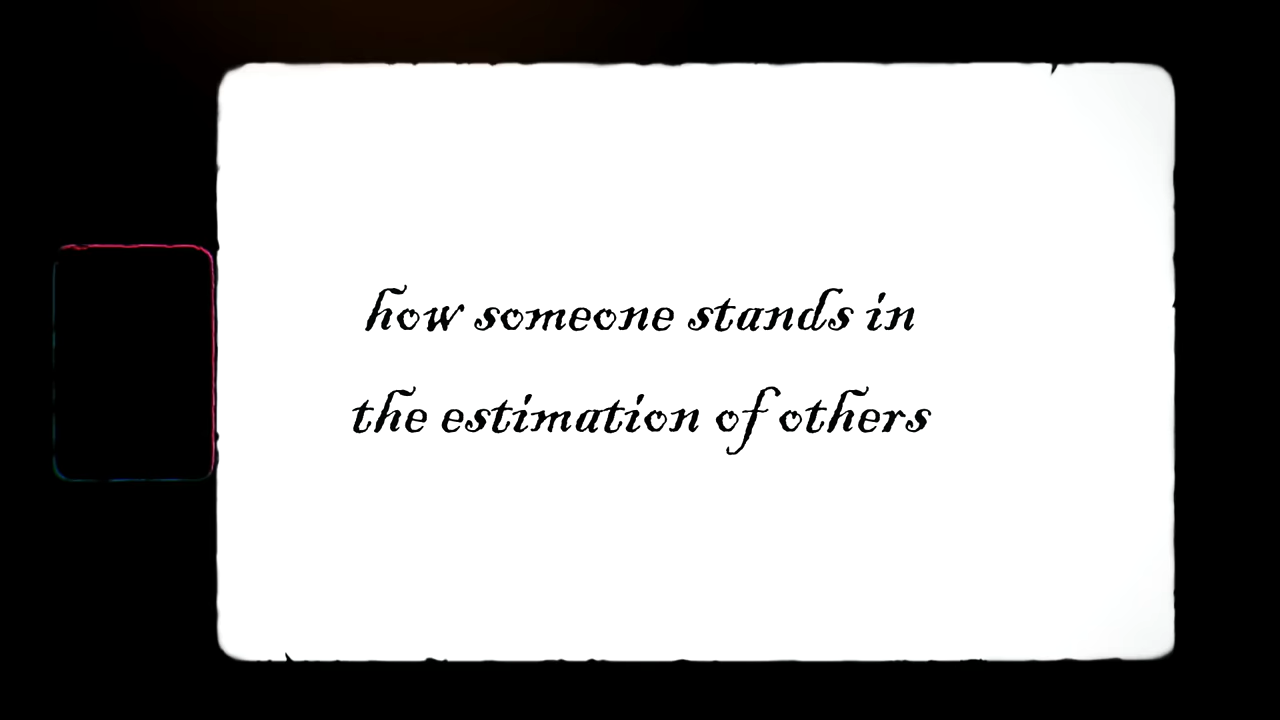 how someone stands in
the estimation of others